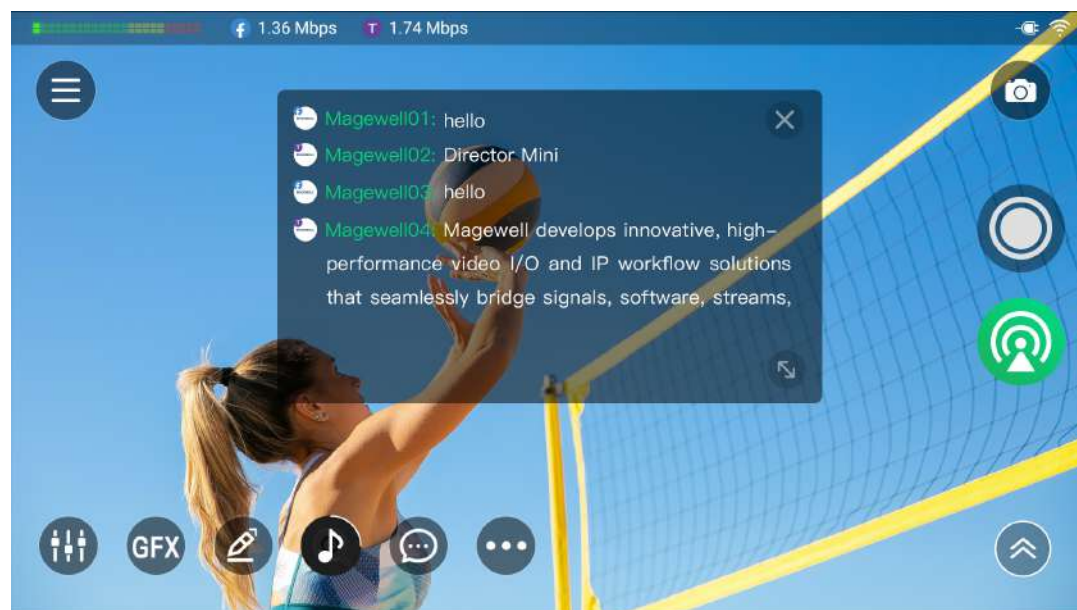 1.36 Mbps T 1.74 Mbps
Magewell01: hello
Magewell02: Director Mini
Magewell03: hello
Magewell04: Magewell develops innovative, high-
performance video I/O and IP workflow solutions
that seamlessly bridge signals, software, streams,
GFX